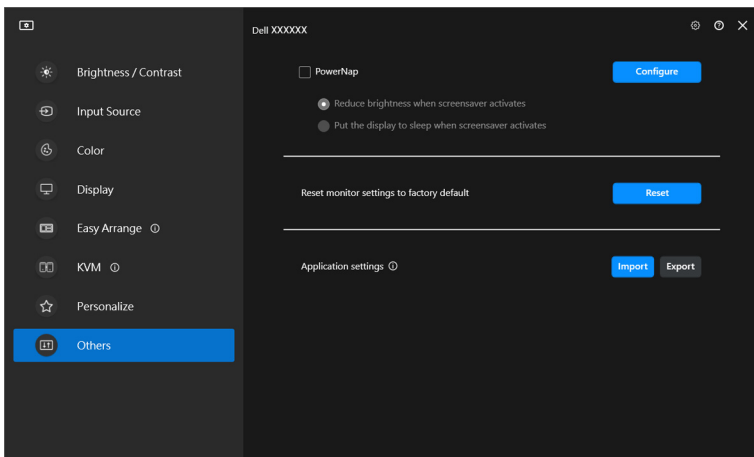 Dell XXXXXX
Brightness / Contrast
Input Source
Color
Display
Easy Arrange
KVM
Personalize
Others
PowerNap
Configure
Reduce brightness when screensaver activates
Put the display to sleep when screensaver activates
Reset monitor settings to factory default
Reset
Application settings
Import
Export